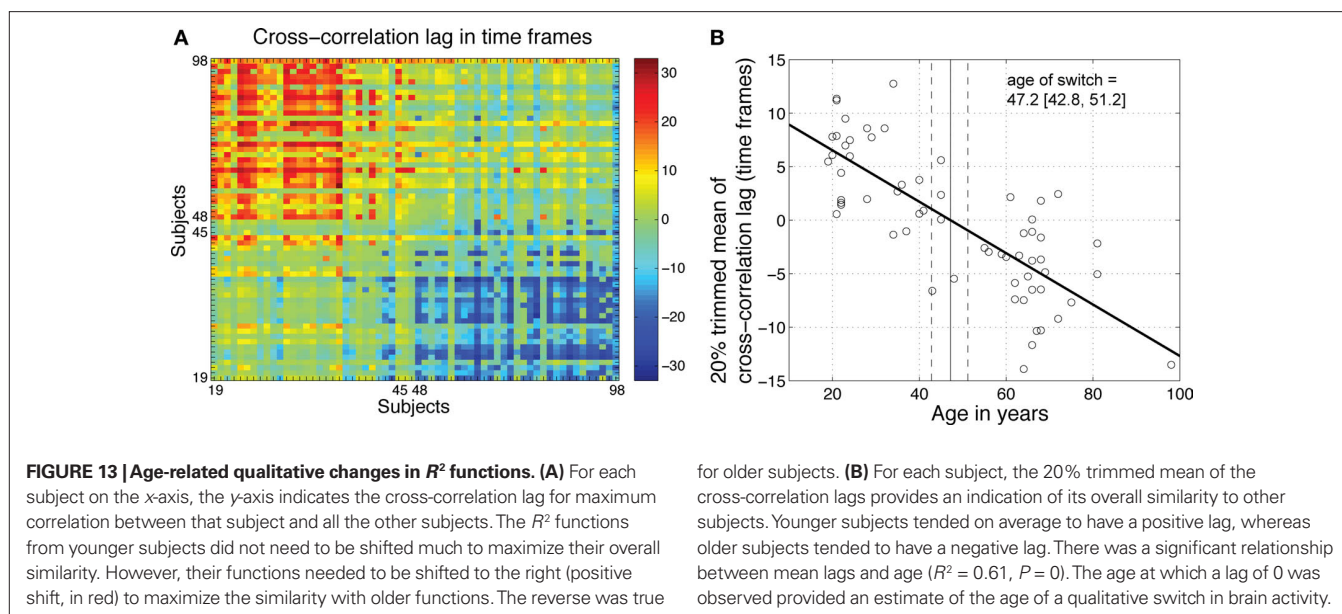 A
Cross−correlation lag in time frames
98
48
45
19
Subjects
19
45 48
98
Subjects
30
20
10
0
−10
−20
−30
B
15
10
5
0
−5
−10
−15
20% trimmed mean of
cross−correlation lag (time frames)
age of switch =
47.2 [42.8, 51.2]
20
40
60
80
100
Age in years
FIGURE 13 | Age-related qualitative changes in R² functions. (A) For each
subject on the x-axis, the y-axis indicates the cross-correlation lag for maximum
correlation between that subject and all the other subjects. The R² functions
from younger subjects did not need to be shifted much to maximize their overall
similarity. However, their functions needed to be shifted to the right (positive
shift, in red) to maximize the similarity with older functions. The reverse was true
for older subjects. (B) For each subject, the 20% trimmed mean of the
cross-correlation lags provides an indication of its overall similarity to other
subjects. Younger subjects tended on average to have a positive lag, whereas
older subjects tended to have a negative lag. There was a significant relationship
between mean lags and age (R² = 0.61, P = 0). The age at which a lag of 0 was
observed provided an estimate of the age of a qualitative switch in brain activity.